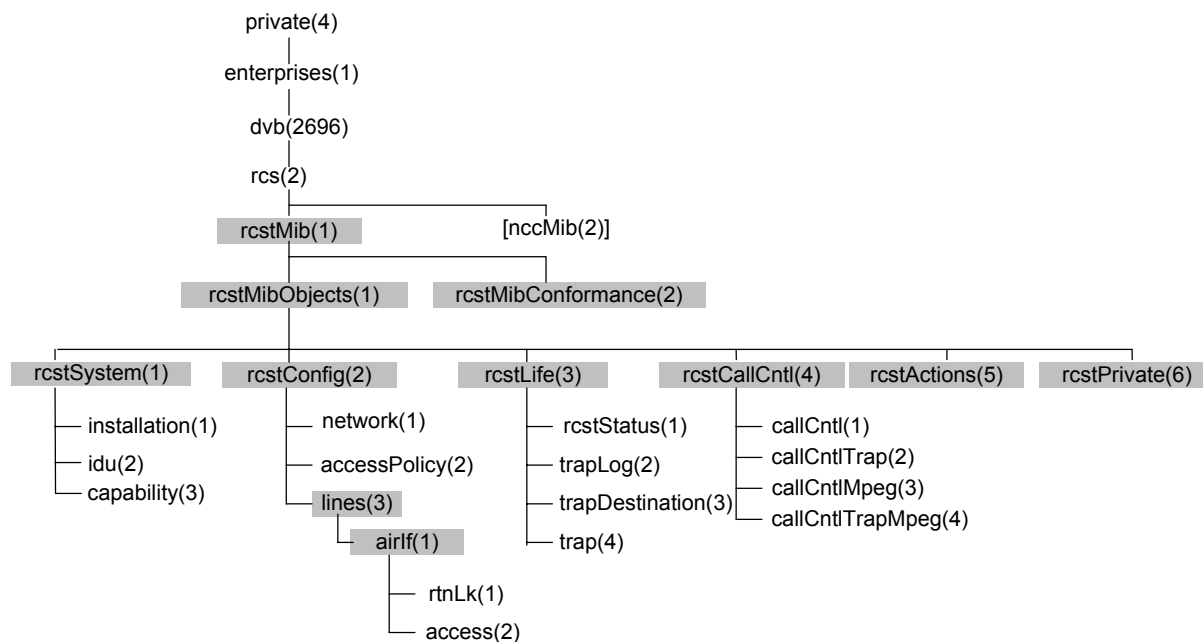 private(4)
enterprises(1)
dvb(2696)
rcs(2)
rcstMib(1)
[nccMib(2)]
rcstMibObjects(1)
rcstMibConformance(2)
rcstSystem(1)
rcstConfig(2)
rcstLife(3)
rcstCallCntl(4)
rcstActions(5)
rcstPrivate(6)
installation(1)
idu(2)
capability(3)
network(1)
accessPolicy(2)
lines(3)
airIf(1)
rtnLk(1)
access(2)
rcstStatus(1)
trapLog(2)
trapDestination(3)
trap(4)
callCntl(1)
callCntlTrap(2)
callCntlMpeg(3)
callCntlTrapMpeg(4)